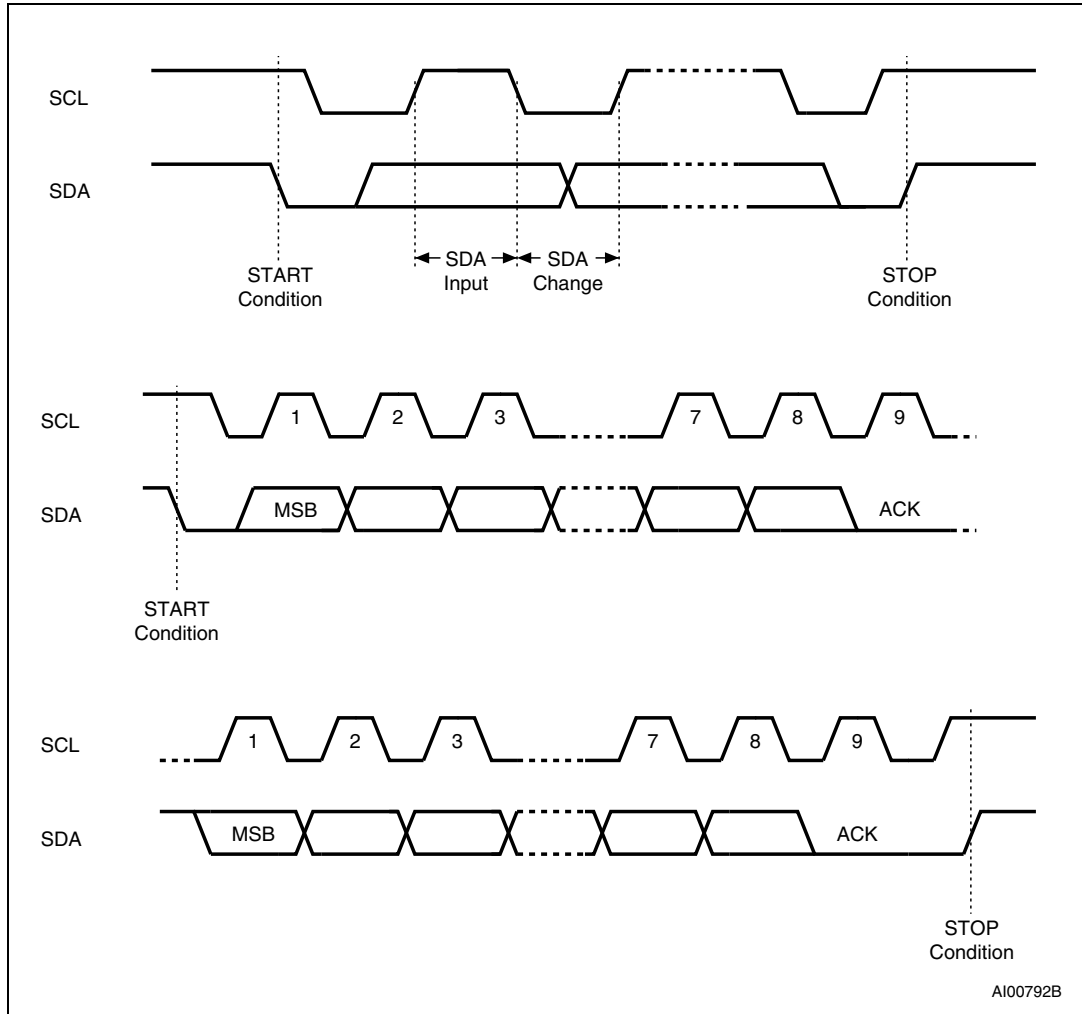 SCL
SDA
SDA
Input
SDA
Change
START
Condition
STOP
Condition
SCL
1
2
3
7
8
9
SDA
MSB
ACK
START
Condition
SCL
1
2
3
7
8
9
SDA
MSB
ACK
STOP
Condition
AI00792B